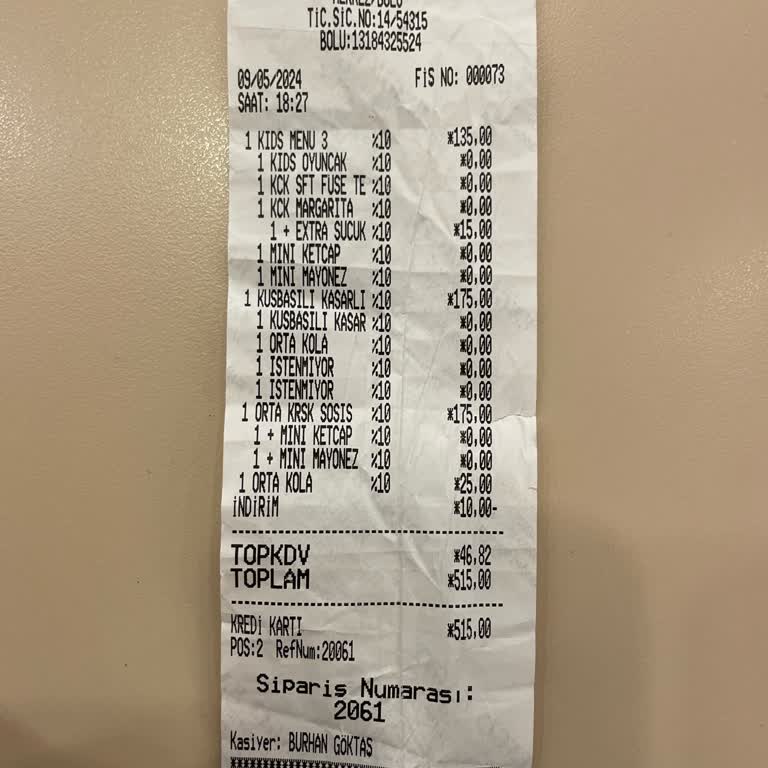 MERKEZ/BOLU
TİC.SİC.NO:14/54315
BOLU:13184325524
09/05/2024 FİS NO: 000073
SAAT: 18:27
1 KIDS MENU 3 %10 *135,00
1 KIDS OYUNCAK %10 *0,00
1 KCK SFT FUSE TE %10 *0,00
1 KCK MARGARITA %10 *0,00
1 + EXTRA SUCUK %10 *15,00
1 MINI KETCAP %10 *0,00
1 MINI MAYONEZ %10 *0,00
1 KUSBASILI KASARLI %10 *175,00
1 KUSBASILI KASAR %10 *0,00
1 ORTA KOLA %10 *0,00
1 ISTENMIYOR %10 *0,00
1 ISTENMIYOR %10 *0,00
1 ORTA KRSK SOSIS %10 *175,00
1 + MINI KETCAP %10 *0,00
1 + MINI MAYONEZ %10 *0,00
1 ORTA KOLA %10 *25,00
İNDİRİM *10,00-
TOPKDV *46,82
TOPLAM *515,00
KREDİ KARTI *515,00
POS:2 RefNum:20061
Sipariş Numarası:
2061
Kasiyer: BURHAN GÖKTAŞ